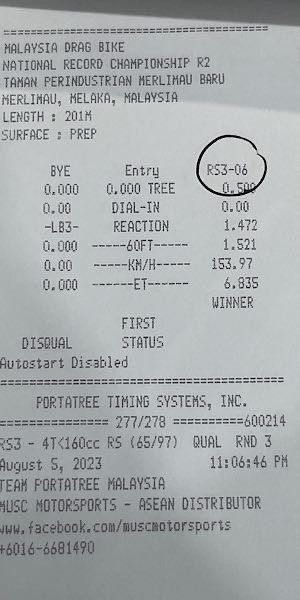 MALAYSIA DRAG BIKE
NATIONAL RECORD CHAMPIONSHIP R2
TAMAN PERINDUSTRIAN MERLIMAU BARU
MERLIMAU, MELAKA, MALAYSIA
LENGTH : 201M
SURFACE : PREP
BYE Entry RS3-06
0.000 0.000 TREE 0.500
0.00 DIAL-IN 0.00
-LB3- REACTION 1.472
0.000 ------60FT------ 1.521
0.00 ------KM/H------ 153.97
0.000 ------ET------ 6.835
WINNER
FIRST
DISQUAL STATUS
Autostart Disabled
PORTATREE TIMING SYSTEMS, INC.
================ 277/278 ==========600214
RS3 - 4T<160cc RS (65/97) QUAL RND 3
August 5, 2023 11:06:46 PM
TEAM PORTATREE MALAYSIA
MUSC MOTORSPORTS - ASEAN DISTRIBUTOR
www.facebook.com/muscmotorsports
+6016-6681490